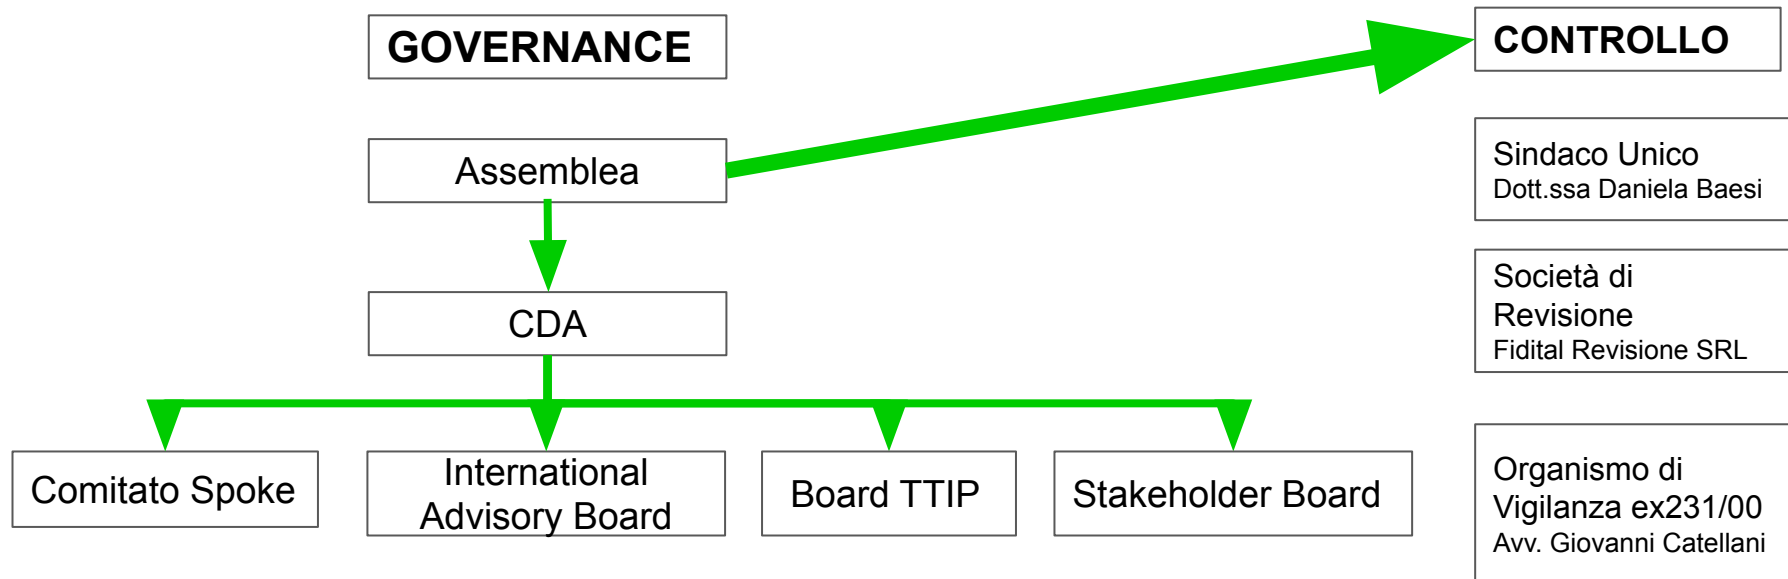 GOVERNANCE
Assemblea
CDA
Comitato Spoke
International
Advisory Board
Board TTIP
Stakeholder Board
CONTROLLO
Sindaco Unico
Dott.ssa Daniela Baesi
Società di
Revisione
Fidital Revisione SRL
Organismo di
Vigilanza ex231/00
Avv. Giovanni Catellani